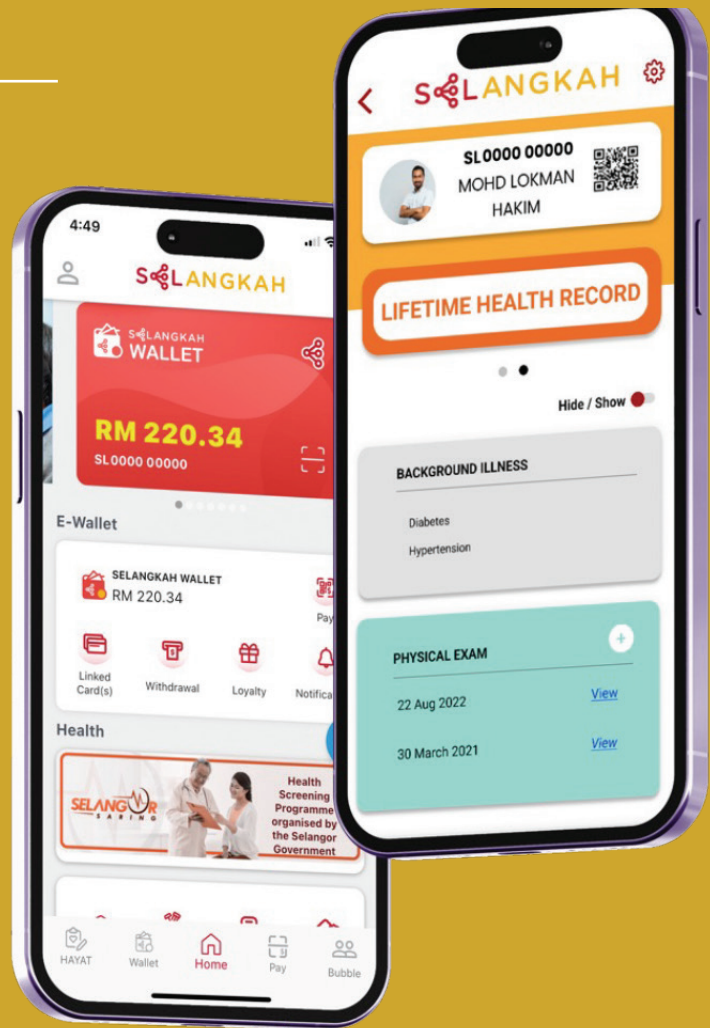 4:49
SELANGKAH
SELANGKAH
WALLET
RM 220.34
SL0000 00000
E-Wallet
SELANGKAH WALLET
RM 220.34
Pay
Linked
Card(s)
Withdrawal
Loyalty
Health
SELANGOR
SARING
Health
Screening
Programme
organised by
the Selangor
Government
HAYAT
Wallet
Home
Pay
Bubble
SELANGKAH
SL0000 00000
MOHD LOKMAN
HAKIM
LIFETIME HEALTH RECORD
Hide / Show
BACKGROUND ILLNESS
Diabetes
Hypertension
PHYSICAL EXAM
22 Aug 2022
View
30 March 2021
View